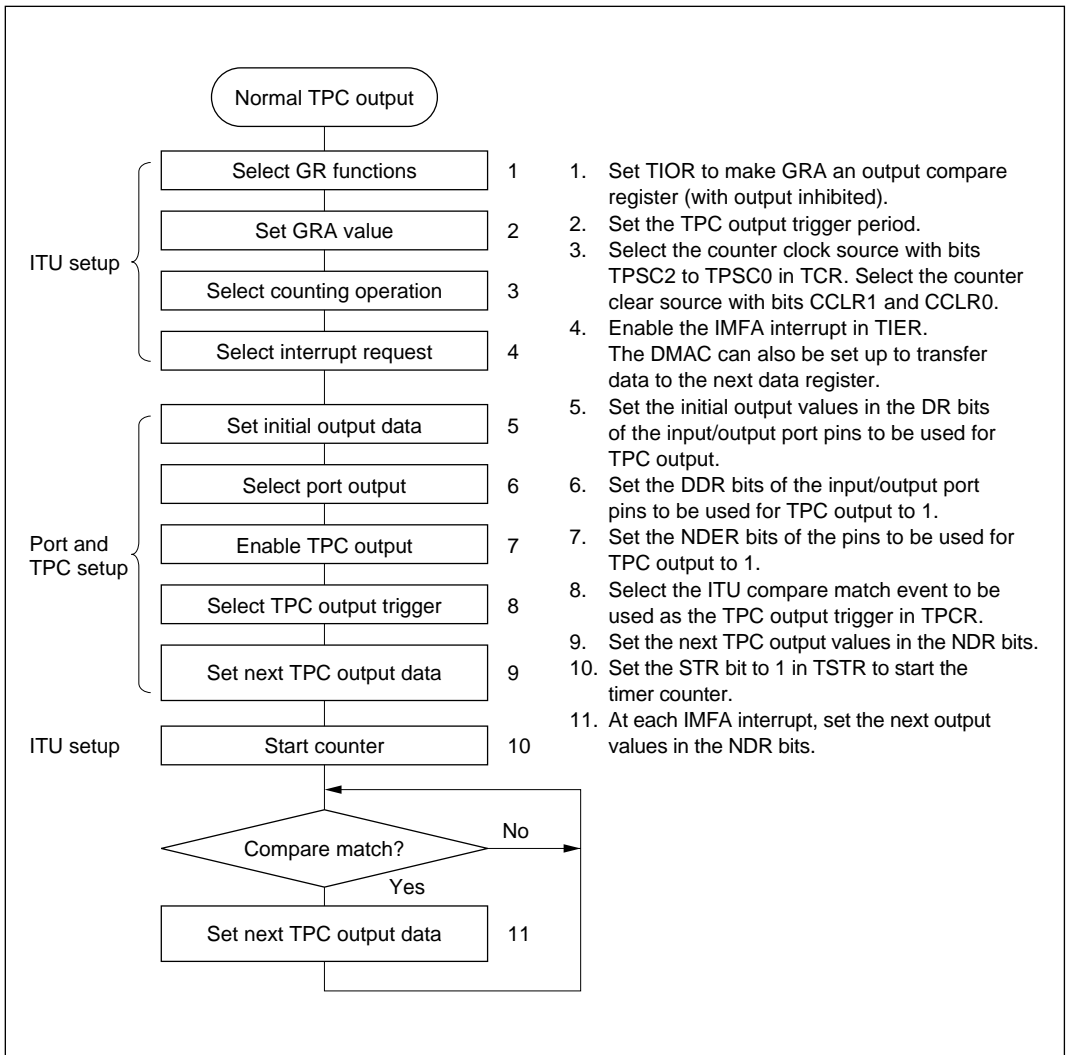 Normal TPC output
Select GR functions 1
Set GRA value 2
ITU setup
Select counting operation 3
Select interrupt request 4
Set initial output data 5
Select port output 6
Port and
TPC setup
Enable TPC output 7
Select TPC output trigger 8
Set next TPC output data 9
ITU setup
Start counter 10
Compare match?
No
Yes
Set next TPC output data 11
1. Set TIOR to make GRA an output compare
register (with output inhibited).
2. Set the TPC output trigger period.
3. Select the counter clock source with bits
TPSC2 to TPSC0 in TCR. Select the counter
clear source with bits CCLR1 and CCLR0.
4. Enable the IMFA interrupt in TIER.
The DMAC can also be set up to transfer
data to the next data register.
5. Set the initial output values in the DR bits
of the input/output port pins to be used for
TPC output.
6. Set the DDR bits of the input/output port
pins to be used for TPC output to 1.
7. Set the NDER bits of the pins to be used for
TPC output to 1.
8. Select the ITU compare match event to be
used as the TPC output trigger in TPCR.
9. Set the next TPC output values in the NDR bits.
10. Set the STR bit to 1 in TSTR to start the
timer counter.
11. At each IMFA interrupt, set the next output
values in the NDR bits.